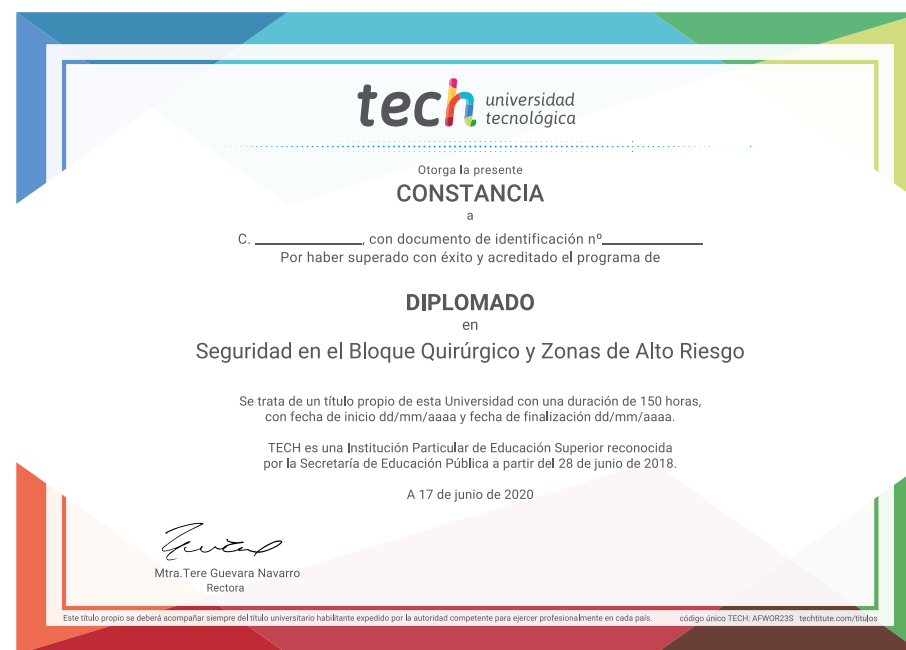 tech universidad
tecnológica
Otorga la presente
CONSTANCIA
a
C. ____________, con documento de identificación nº____________
Por haber superado con éxito y acreditado el programa de
DIPLOMADO
en
Seguridad en el Bloque Quirúrgico y Zonas de Alto Riesgo
Se trata de un título propio de esta Universidad con una duración de 150 horas,
con fecha de inicio dd/mm/aaaa y fecha de finalización dd/mm/aaaa.
TECH es una Institución Particular de Educación Superior reconocida
por la Secretaría de Educación Pública a partir del 28 de junio de 2018.
A 17 de junio de 2020
Mtra.Tere Guevara Navarro
Rectora
Este título propio se deberá acompañar siempre del título universitario habilitante expedido por la autoridad competente para ejercer profesionalmente en cada país. código único TECH: AFWOR23S techtitute.com/titulos